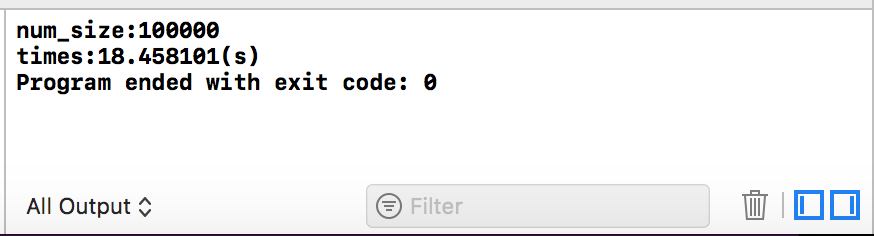 num_size:100000
times:18.458101(s)
Program ended with exit code: 0
All Output Filter